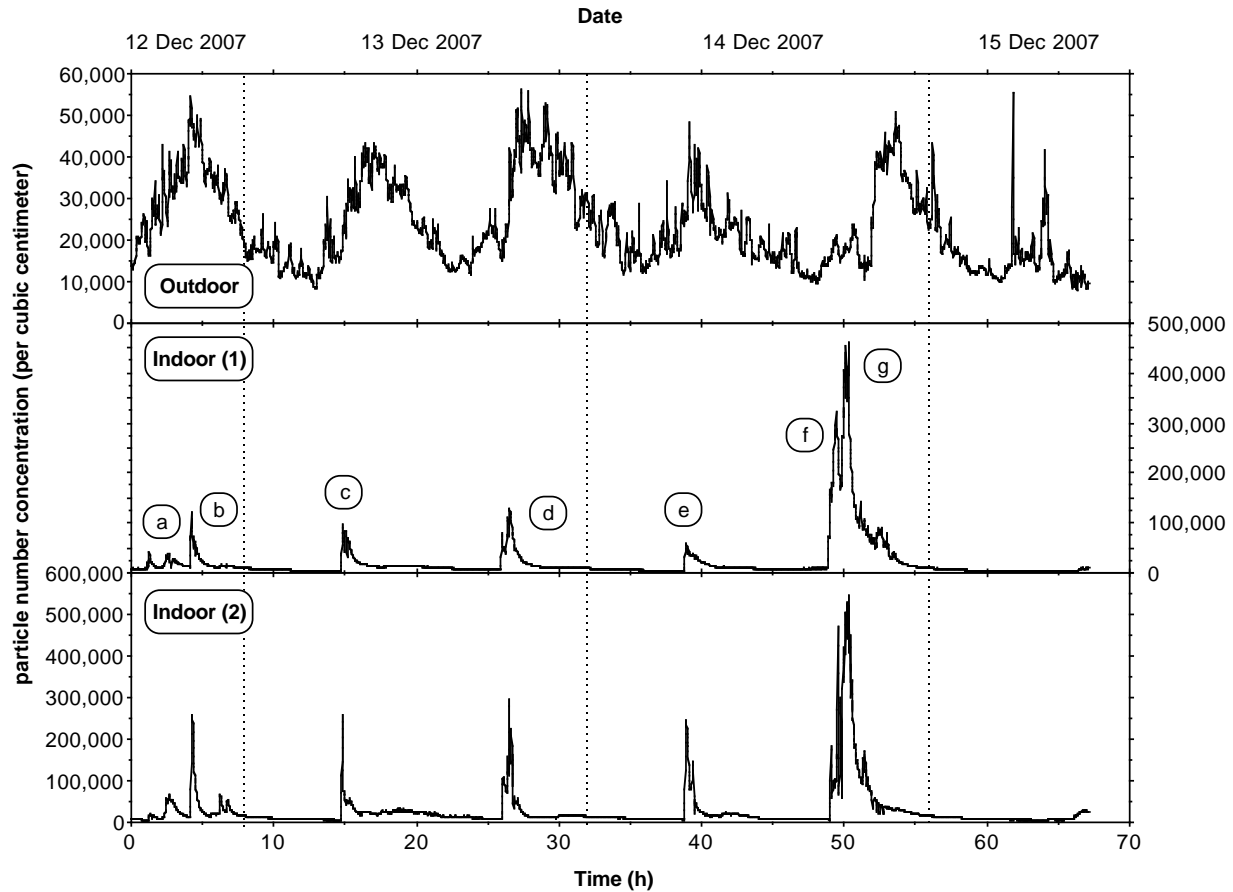 Date
12 Dec 2007 13 Dec 2007 14 Dec 2007 15 Dec 2007
particle number concentration (per cubic centimeter)
60,000
50,000
40,000
30,000
20,000
10,000
0
Outdoor
Indoor (1)
500,000
400,000
300,000
200,000
100,000
0
a
b
c
d
e
f
g
600,000
500,000
400,000
300,000
200,000
100,000
0
Indoor (2)
0 10 20 30 40 50 60 70
Time (h)